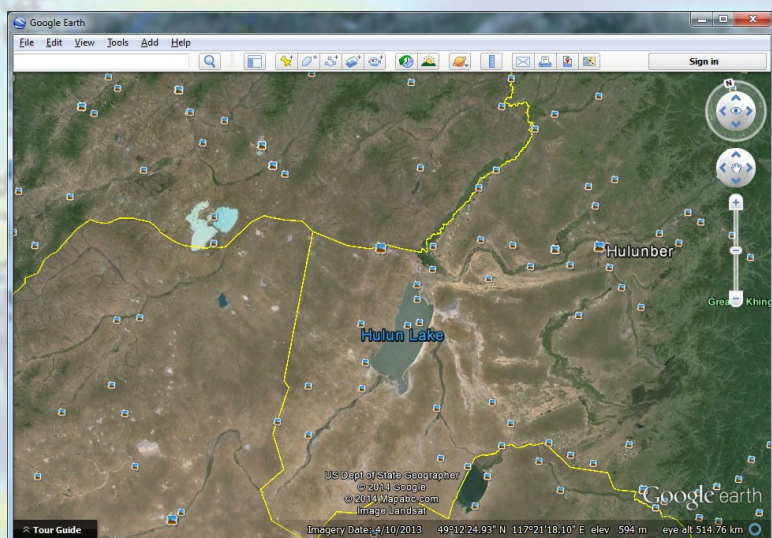 Google Earth
File Edit View Tools Add Help
Sign in
N
Hulunber
Hulun Lake
US Dept of State Geographer
© 2014 Google
© 2014 Mapabc.com
Image Landsat
Google earth
Tour Guide
Imagery Date: 4/10/2013 49°12'24.93" N 117°21'18.10" E elev 594 m eye alt 514.76 km